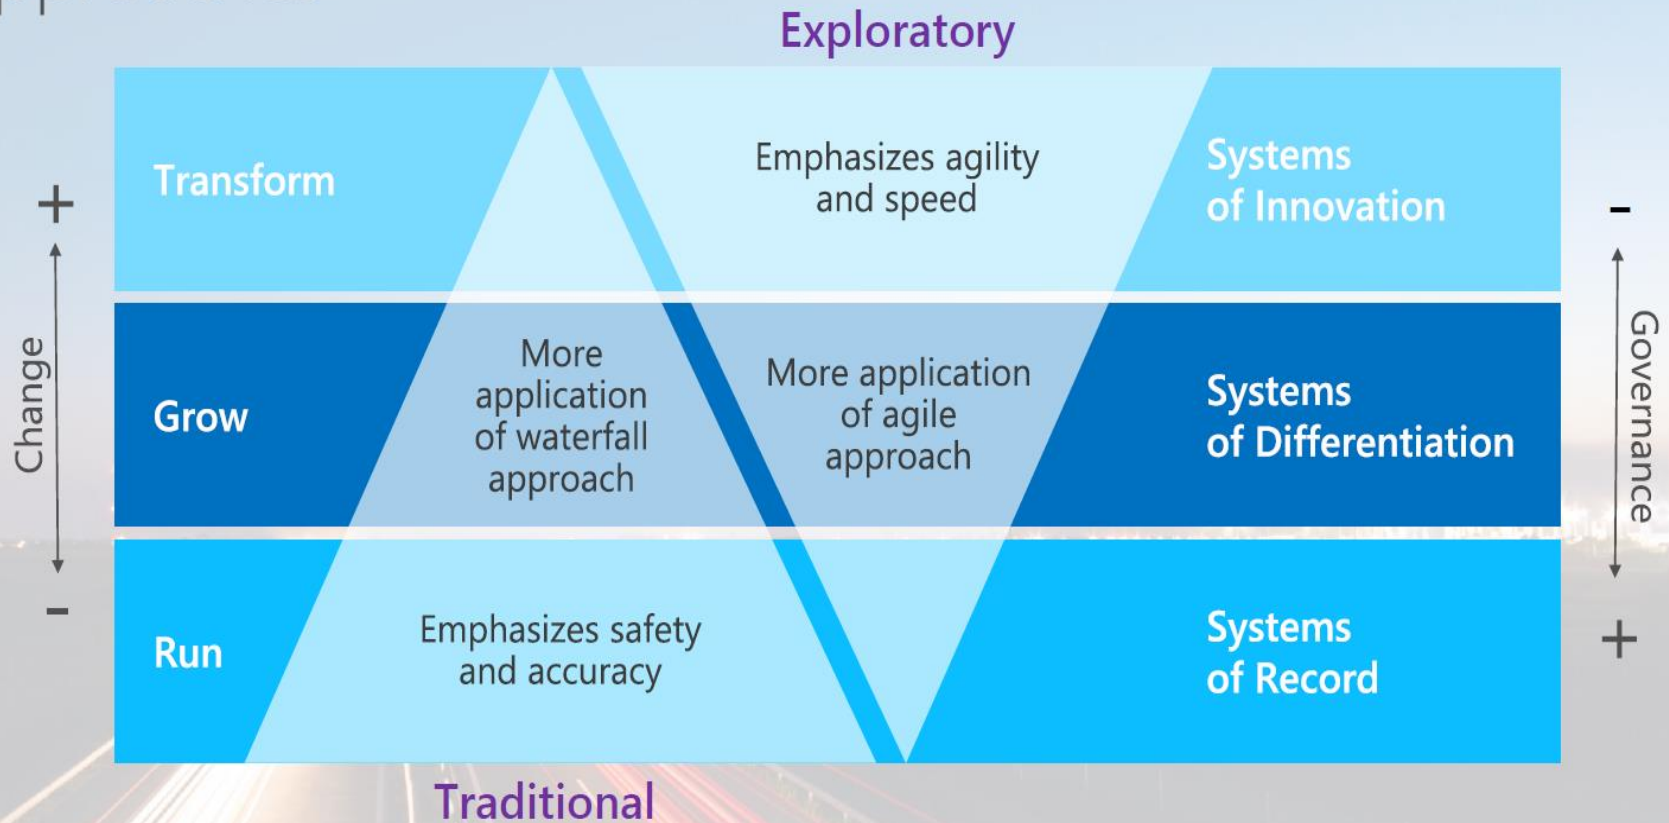 Exploratory
Transform
Emphasizes agility
and speed
Systems
of Innovation
+
-
Change
Governance
Grow
More
application
of waterfall
approach
More application
of agile
approach
Systems
of Differentiation
-
+
Run
Emphasizes safety
and accuracy
Systems
of Record
Traditional